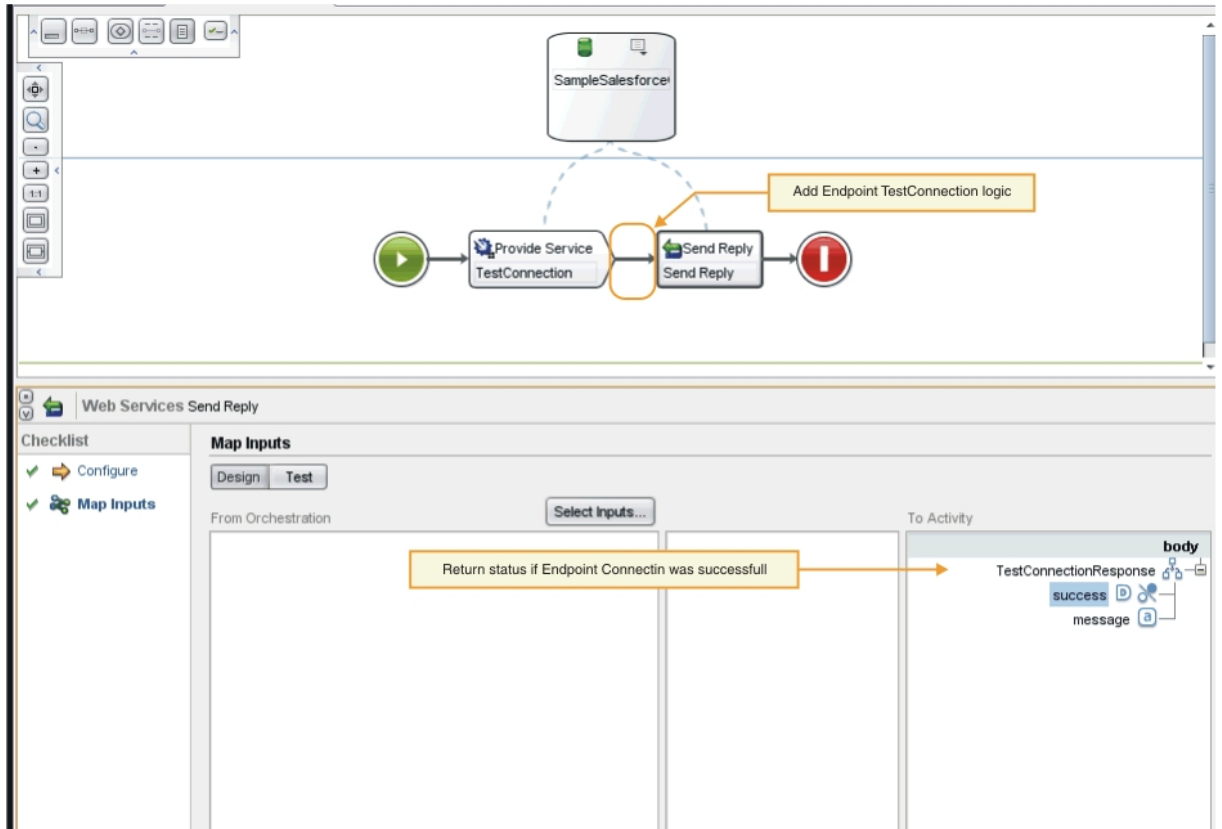 SampleSalesforce
Add Endpoint TestConnection logic
Provide Service
TestConnection
Send Reply
Send Reply
-
+
1:1
Web Services Send Reply
Checklist
Configure
Map Inputs
Map Inputs
Design
Test
From Orchestration
Select Inputs...
To Activity
body
Return status if Endpoint Connectin was successfull
TestConnectionResponse
success D
message a